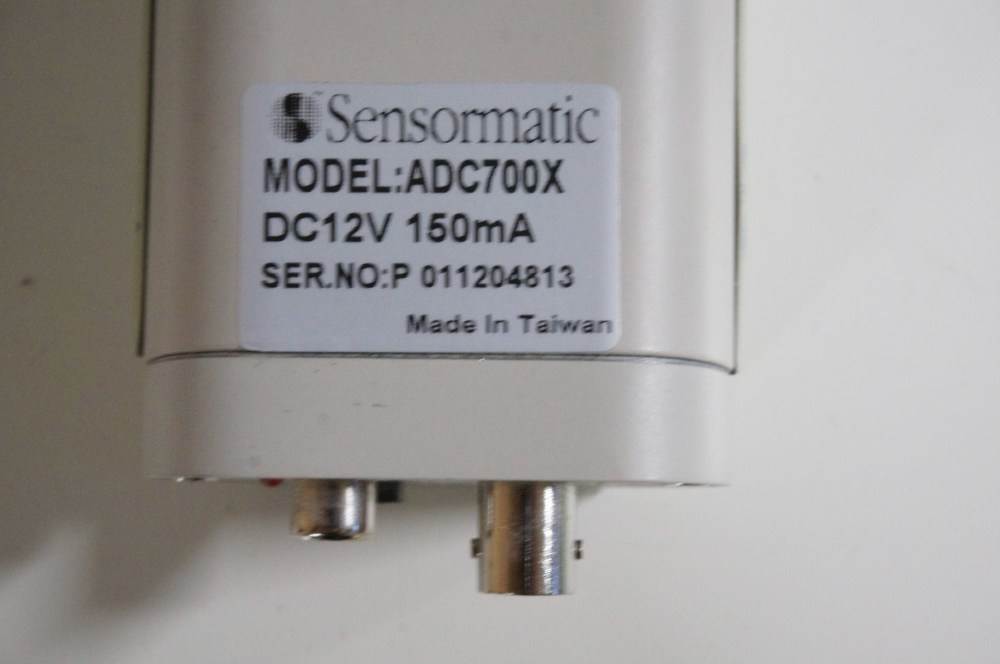 Sensormatic
MODEL:ADC700X
DC12V 150mA
SER.NO:P 011204813
Made In Taiwan